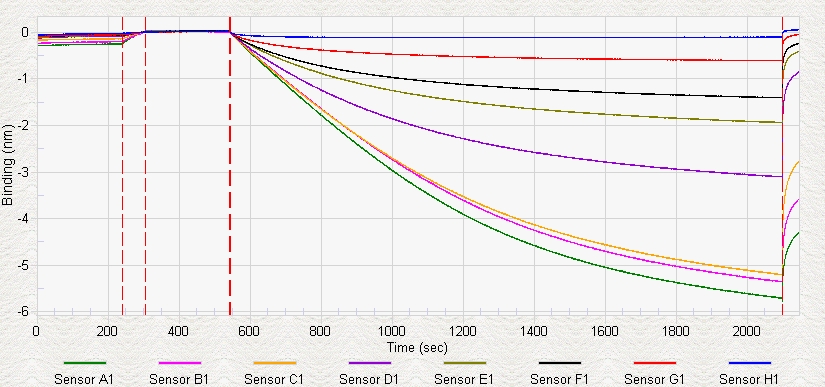 0
-1
-2
-3
-4
-5
-6
Binding (nm)
0 200 400 600 800 1000 1200 1400 1600 1800 2000
Time (sec)
Sensor A1 Sensor B1 Sensor C1 Sensor D1 Sensor E1 Sensor F1 Sensor G1 Sensor H1